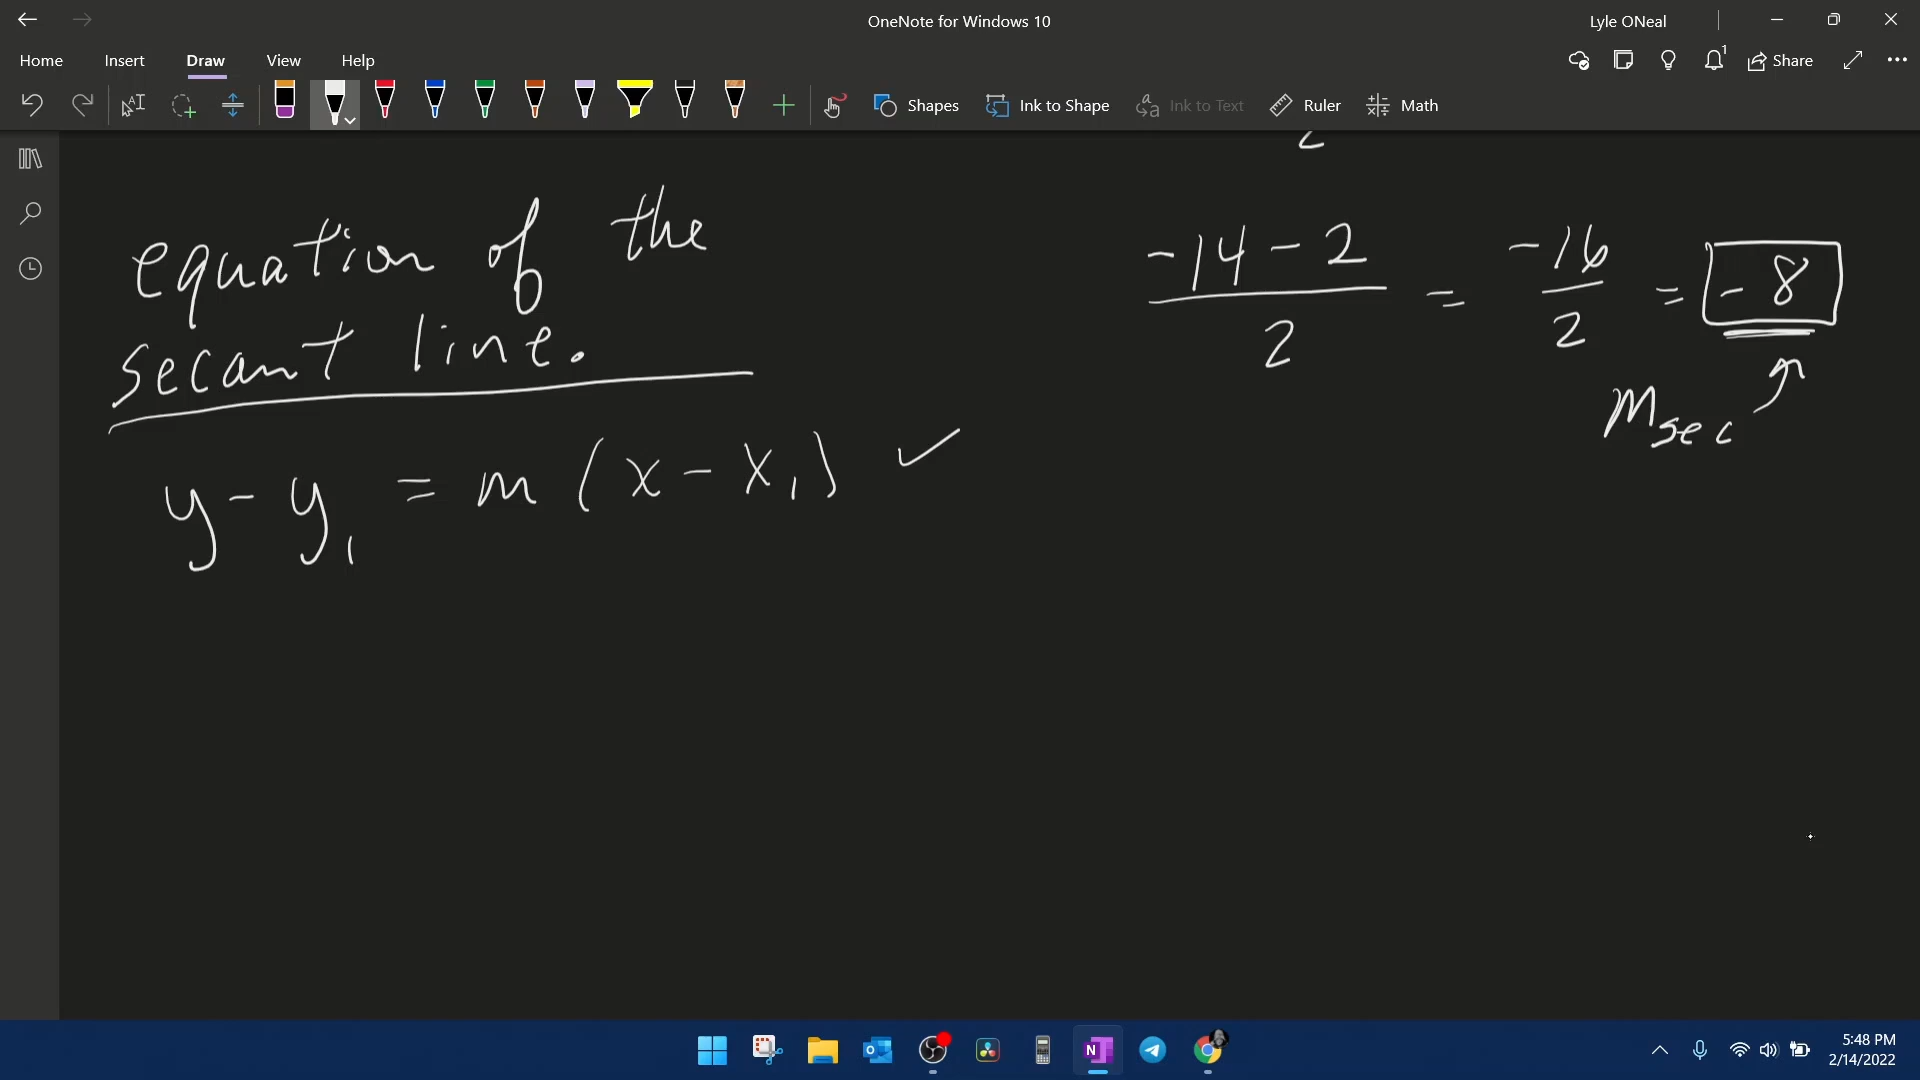 OneNote for Windows 10
Lyle ONeal
Home Insert Draw View Help
1 Share
Shapes Ink to Shape Ink to Text Ruler Math
equation of the
secant line.
y - y₁ = m (x - x₁) ✓
2
-14 - 2 / 2 = -16 / 2 = -8
Msec
5:48 PM
2/14/2022